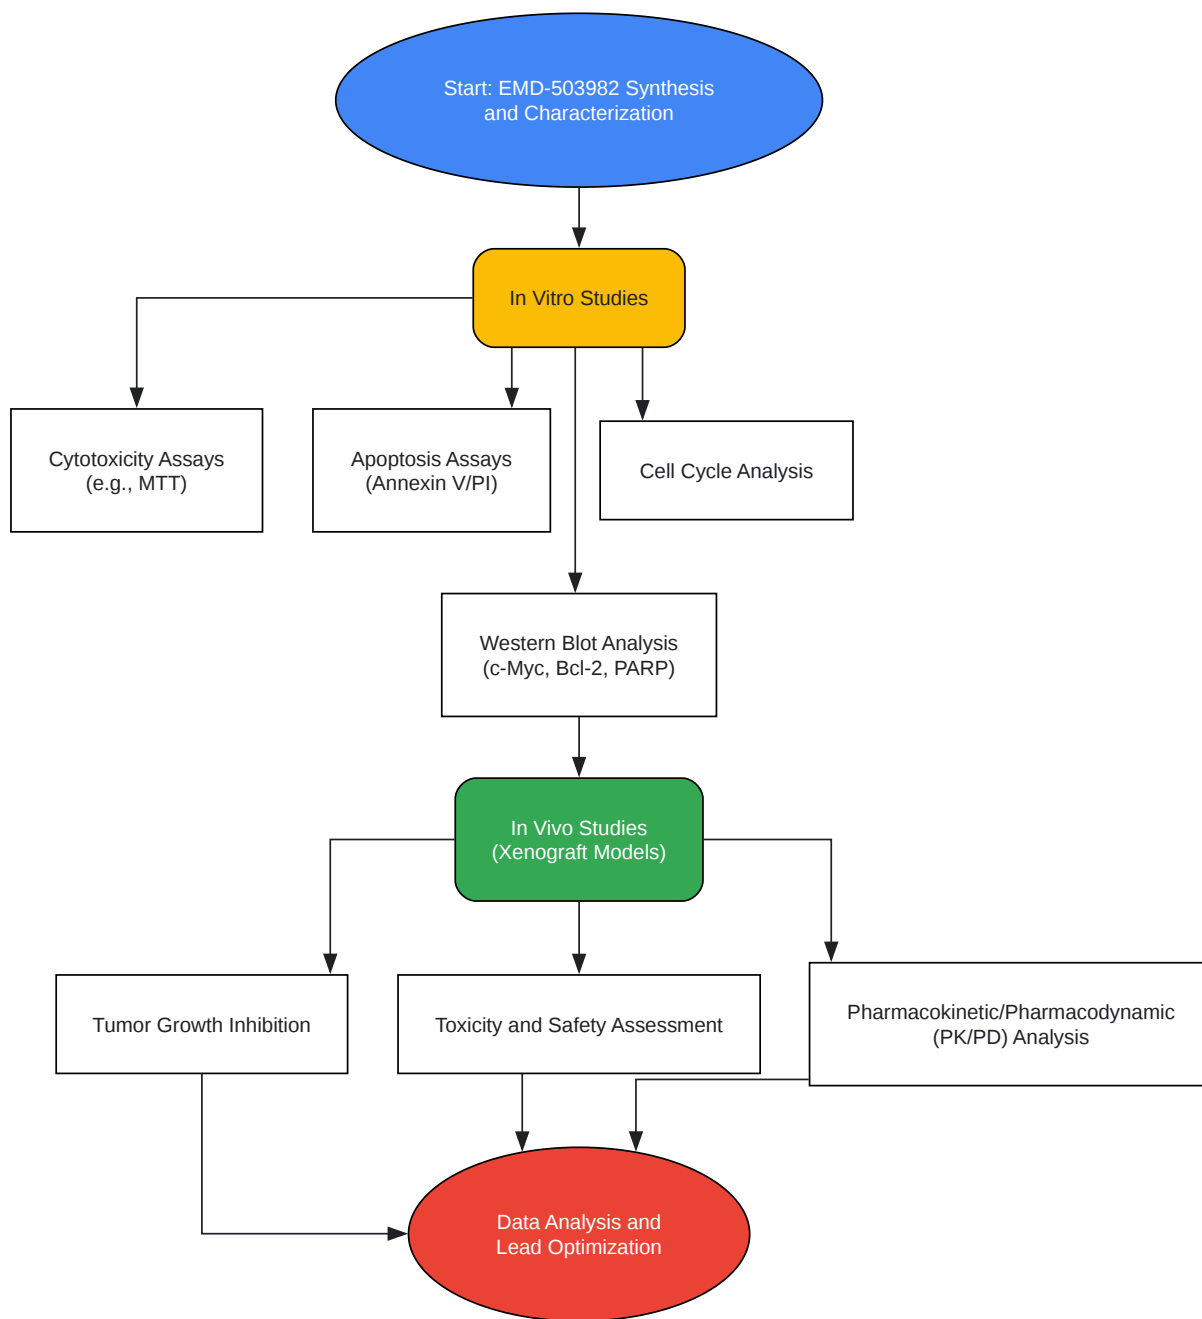 Start: EMD-503982 Synthesis
and Characterization
In Vitro Studies
Cytotoxicity Assays
(e.g., MTT)
Apoptosis Assays
(Annexin V/PI)
Cell Cycle Analysis
Western Blot Analysis
(c-Myc, Bcl-2, PARP)
In Vivo Studies
(Xenograft Models)
Tumor Growth Inhibition
Toxicity and Safety Assessment
Pharmacokinetic/Pharmacodynamic
(PK/PD) Analysis
Data Analysis and
Lead Optimization